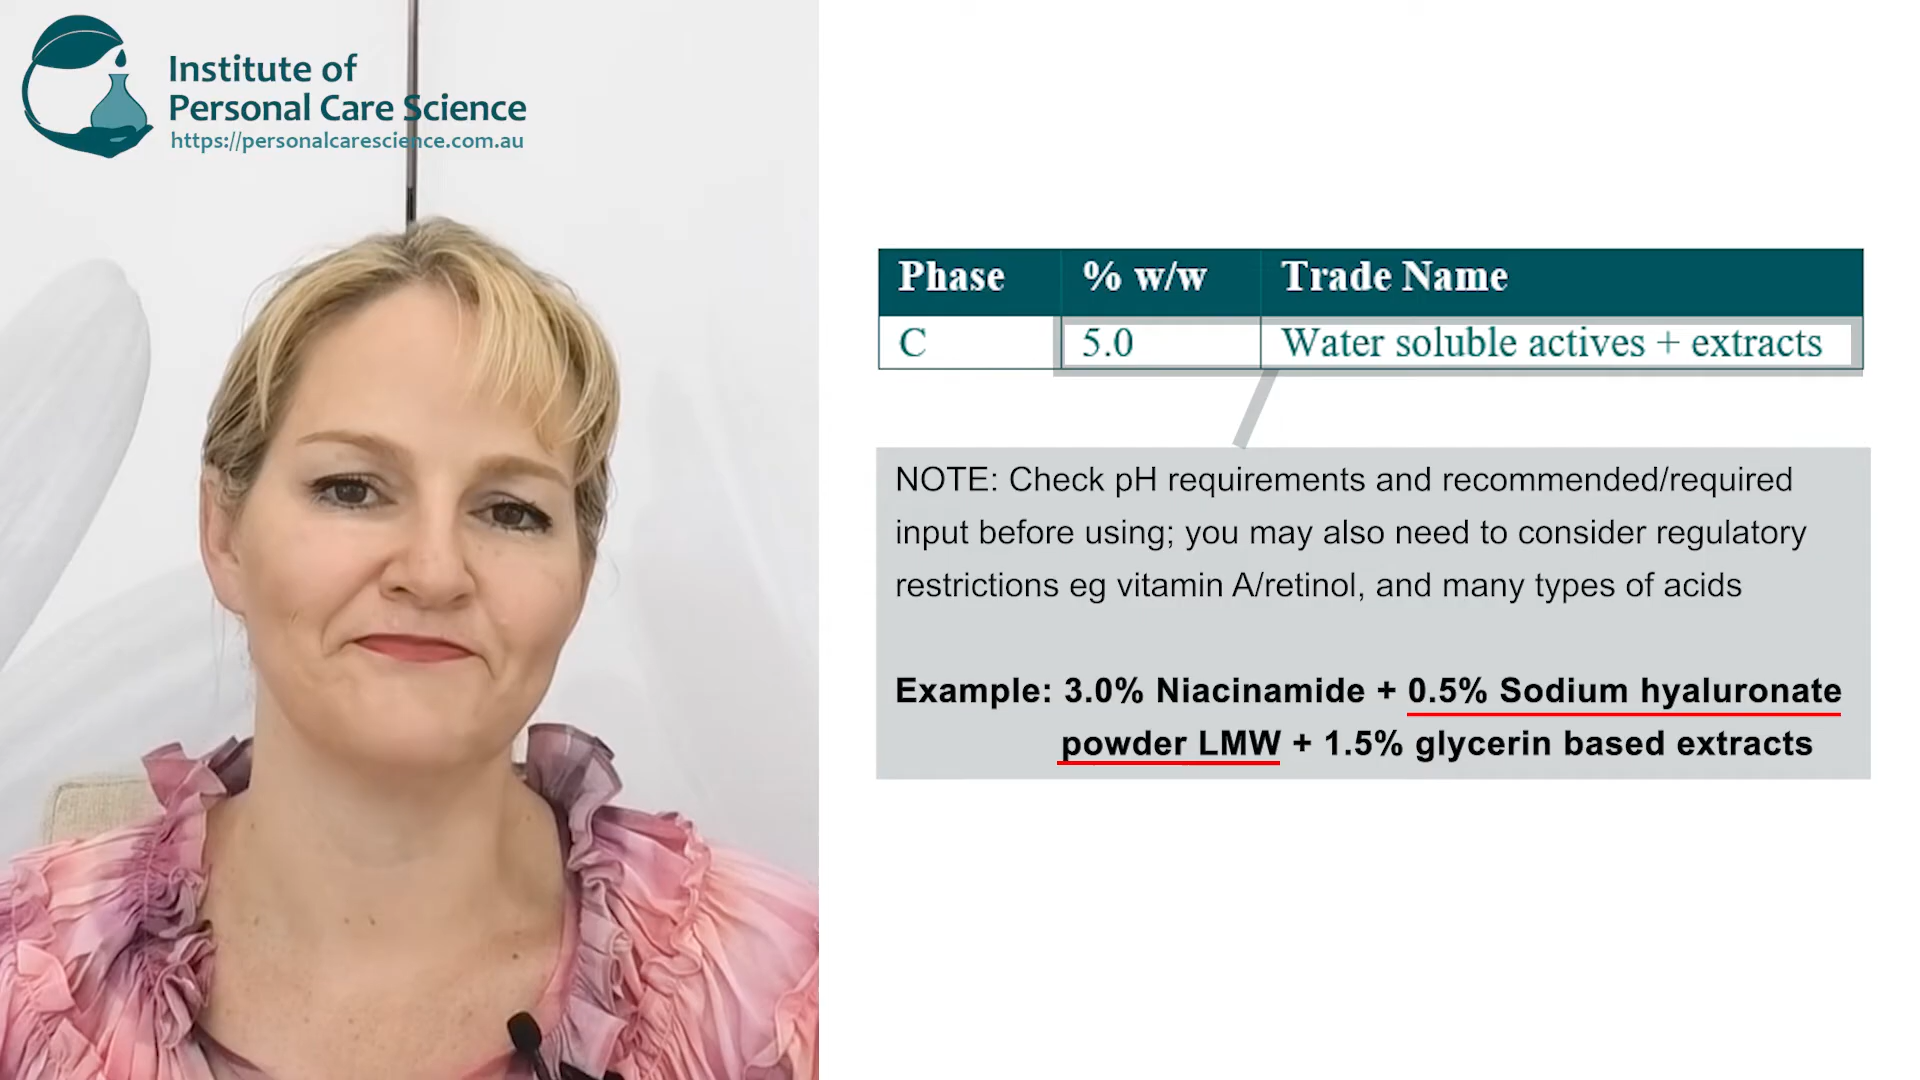 Institute of
Personal Care Science
https://personalcarescience.com.au
Phase % w/w Trade Name
C 5.0 Water soluble actives + extracts
NOTE: Check pH requirements and recommended/required
input before using; you may also need to consider regulatory
restrictions eg vitamin A/retinol, and many types of acids
Example: 3.0% Niacinamide + 0.5% Sodium hyaluronate
powder LMW + 1.5% glycerin based extracts